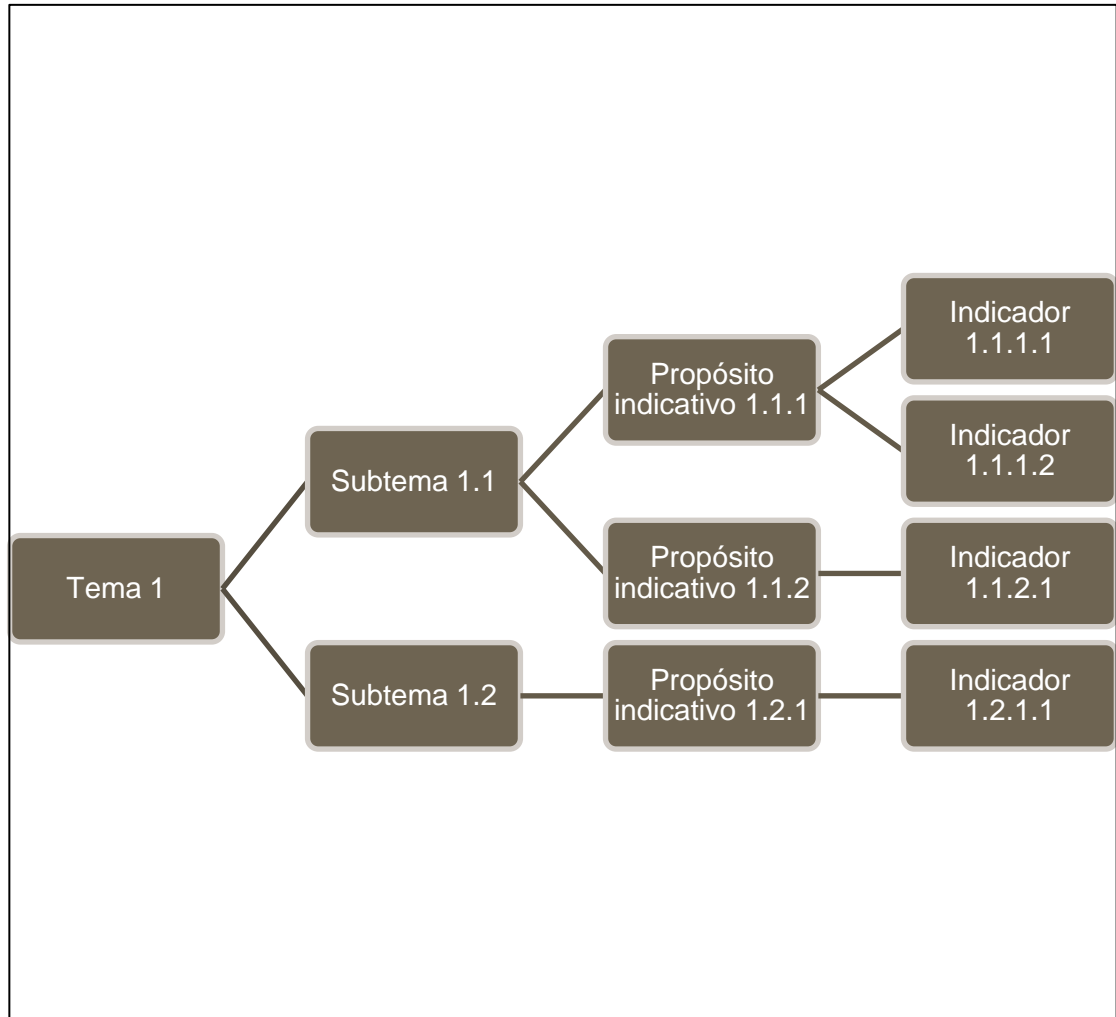 Tema 1
Subtema 1.1
Propósito
indicativo 1.1.1
Indicador
1.1.1.1
Indicador
1.1.1.2
Propósito
indicativo 1.1.2
Indicador
1.1.2.1
Subtema 1.2
Propósito
indicativo 1.2.1
Indicador
1.2.1.1